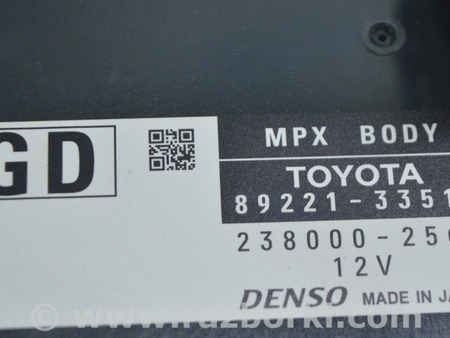 GD
MPX BODY
TOYOTA
89221-3351
238000-25
12V
DENSO MADE IN JA
www.razborki.com